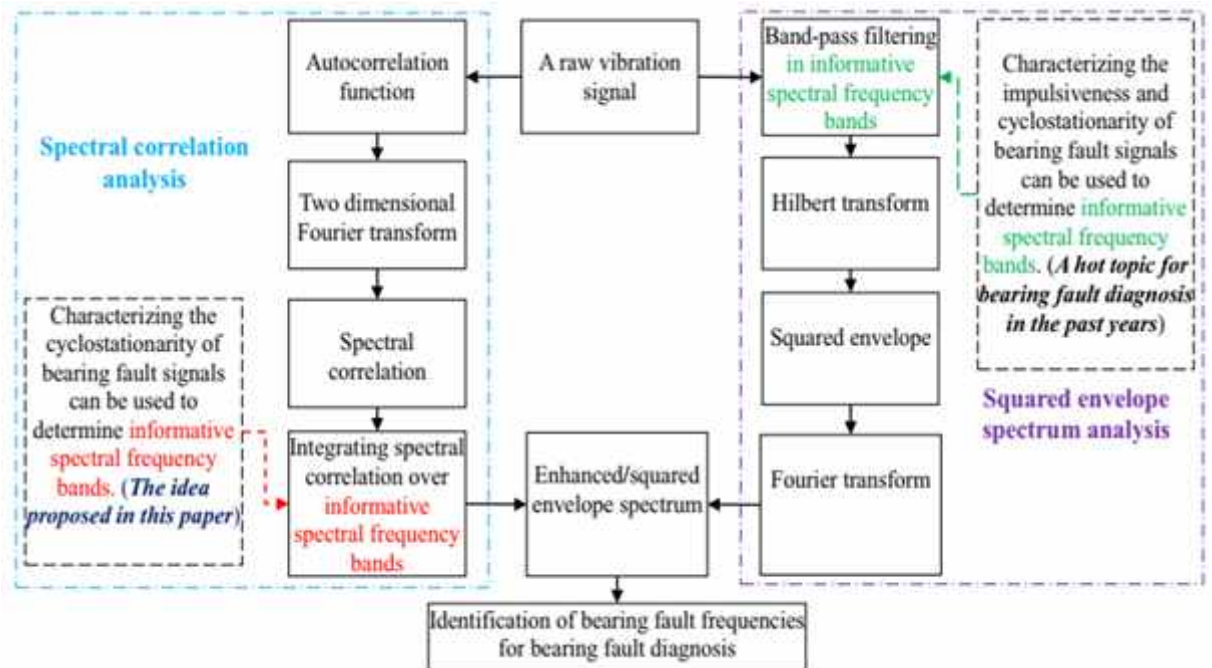 Autocorrelation
function
A raw vibration
signal
Band-pass filtering
in informative
spectral frequency
bands
Characterizing the
impulsiveness and
cyclostationarity of
bearing fault signals
can be used to
determine informative
spectral frequency
bands. (A hot topic for
bearing fault diagnosis
in the past years)
Spectral correlation
analysis
Two dimensional
Fourier transform
Hilbert transform
Characterizing the
cyclostationarity of
bearing fault signals
can be used to
determine informative
spectral frequency
bands. (The idea
proposed in this paper)
Spectral
correlation
Squared envelope
Squared envelope
spectrum analysis
Integrating spectral
correlation over
informative
spectral frequency
bands
Enhanced/squared
envelope spectrum
Fourier transform
Identification of bearing fault frequencies
for bearing fault diagnosis